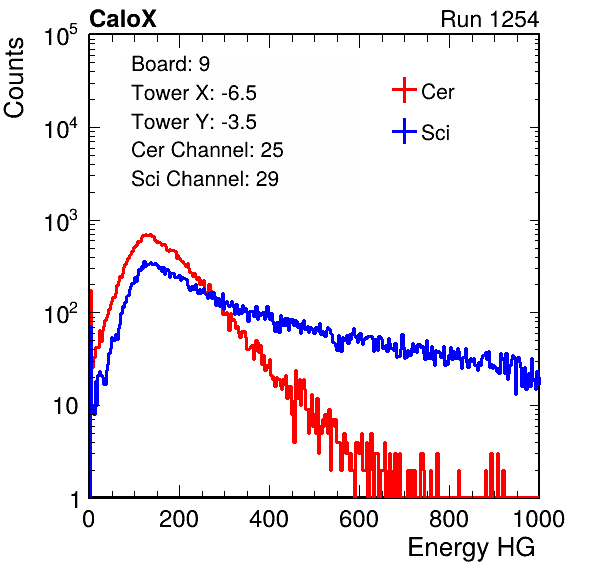 CaloX Run 1254
Counts
Board: 9
Tower X: -6.5
Tower Y: -3.5
Cer Channel: 25
Sci Channel: 29
Cer
Sci
10^5
10^4
10^3
10^2
10
1
0 200 400 600 800 1000
Energy HG